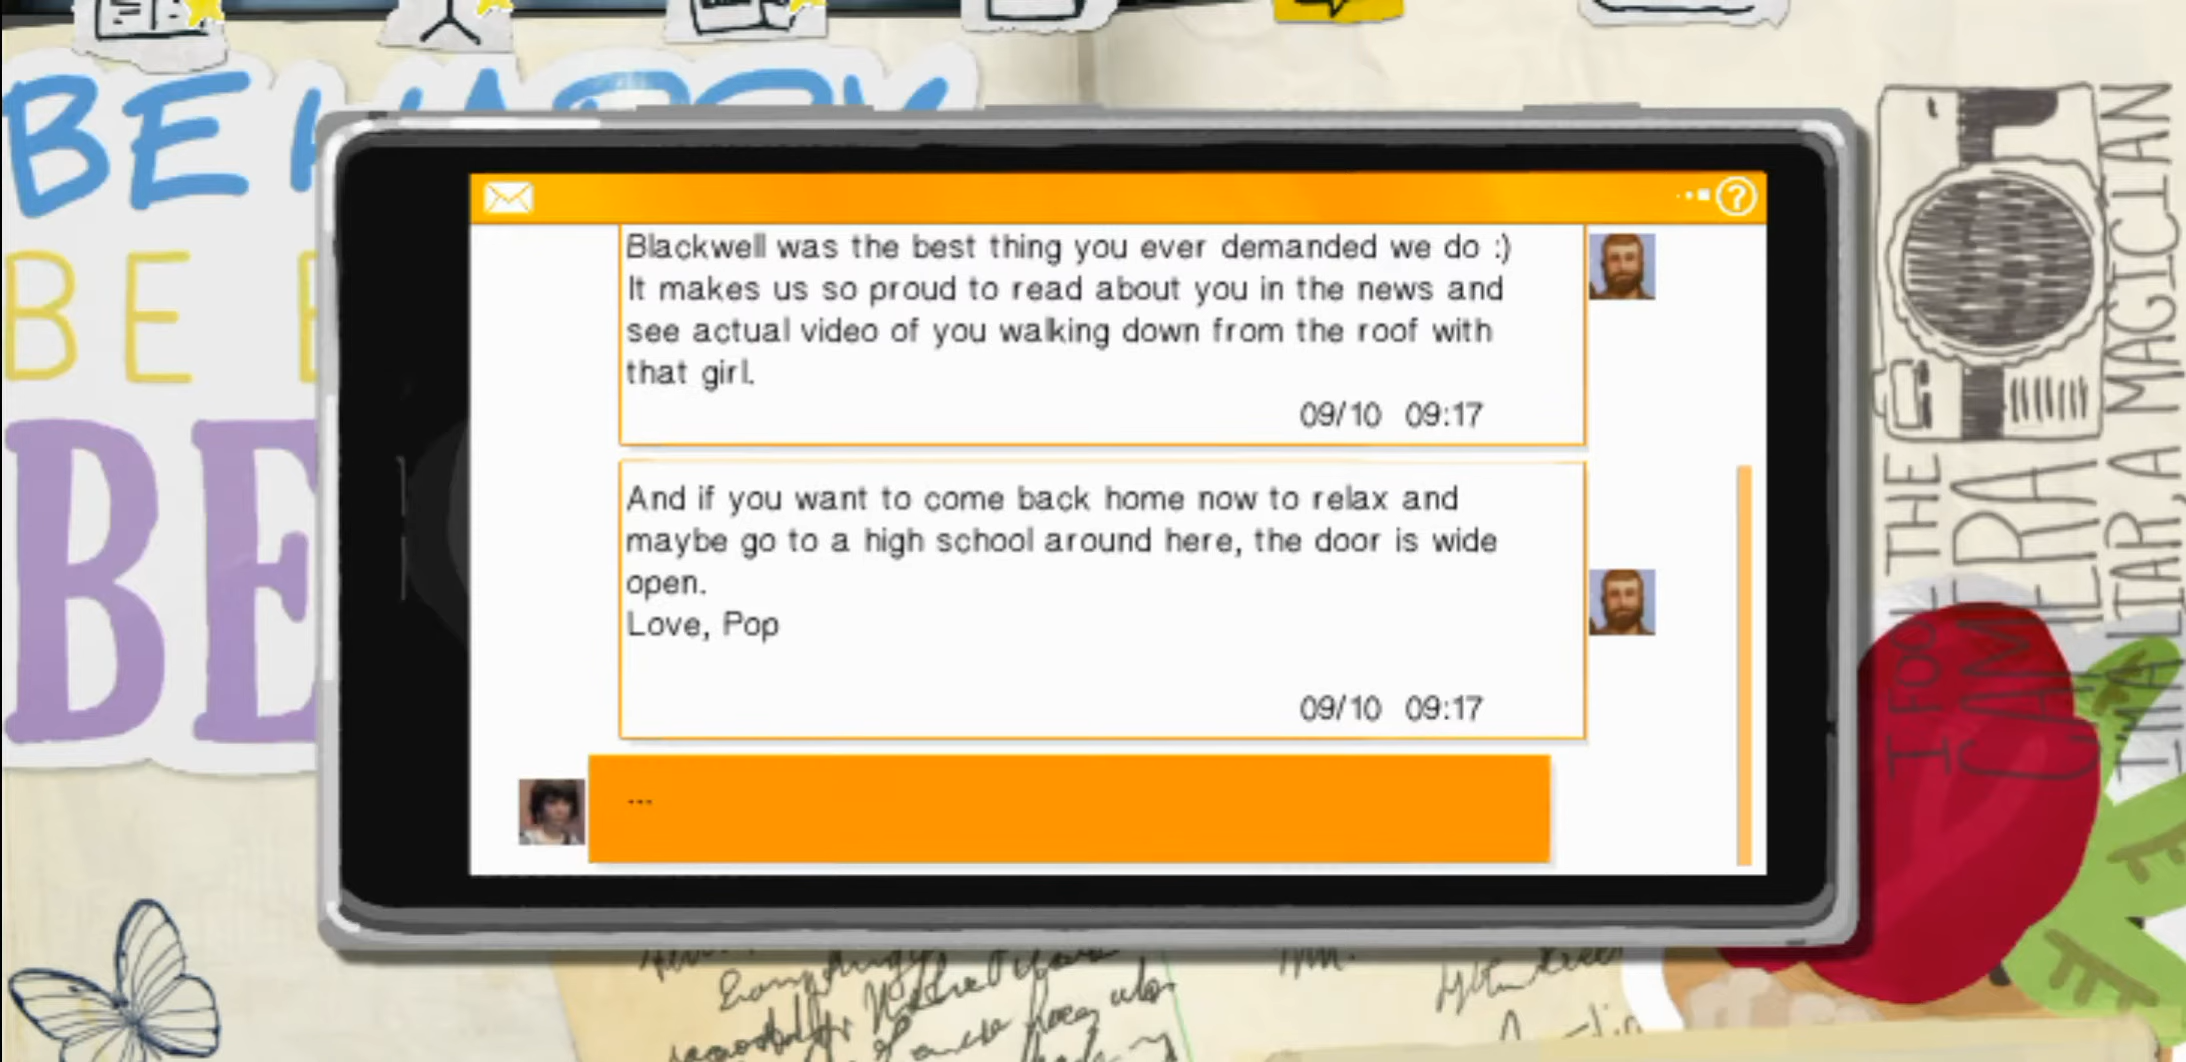 BE HAPPY
BE
BE
Blackwell was the best thing you ever demanded we do :)
It makes us so proud to read about you in the news and
see actual video of you walking down from the roof with
that girl.
09/10 09:17
And if you want to come back home now to relax and
maybe go to a high school around here, the door is wide
open.
Love, Pop
09/10 09:17
...
I FOOL THE
CAMERA
I'M A LIAR, A MAGICIAN